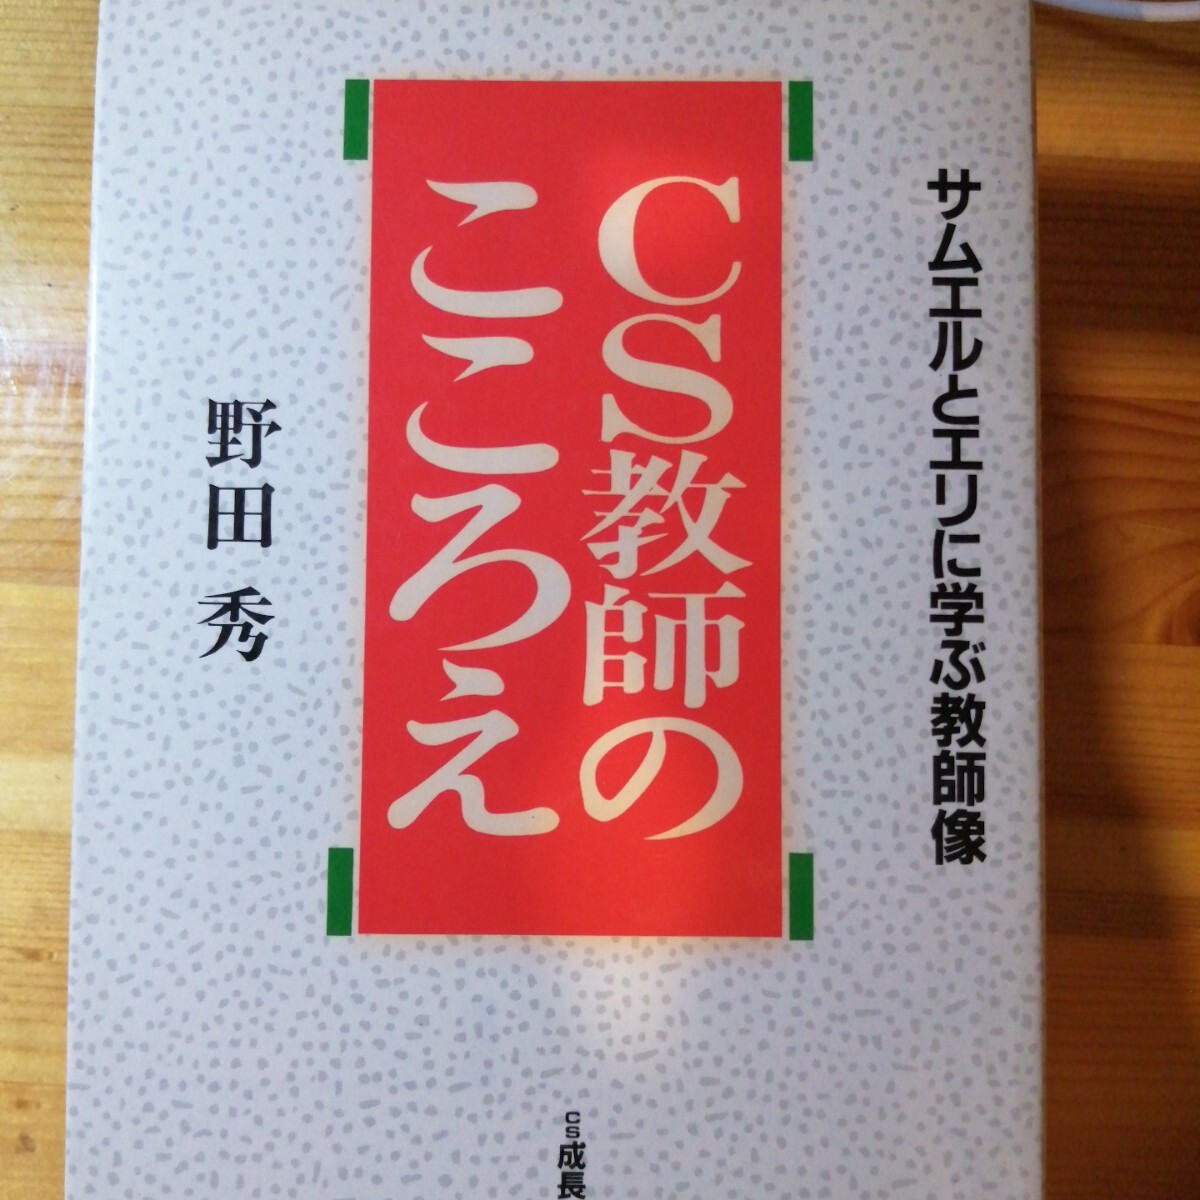 サムエルとエリに学ぶ教師像
CS教師の
こころえ
野田 秀
CS成長